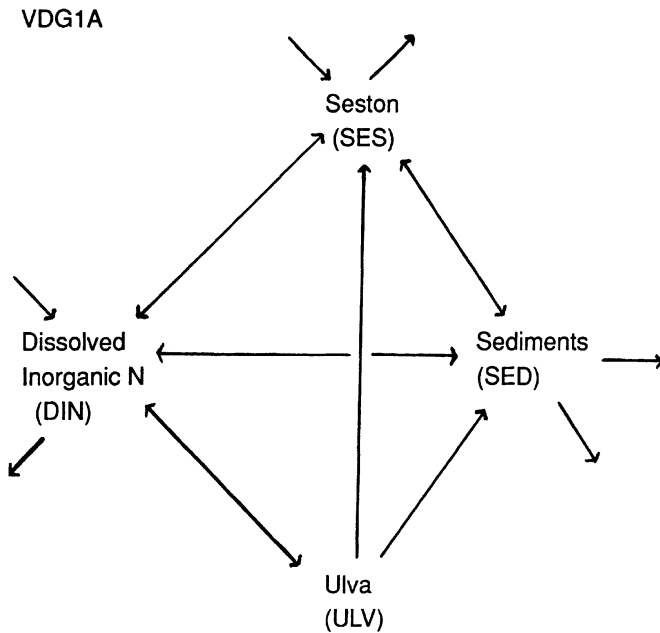 VDG1A
Seston
(SES)
Dissolved
Inorganic N
(DIN)
Sediments
(SED)
Ulva
(ULV)